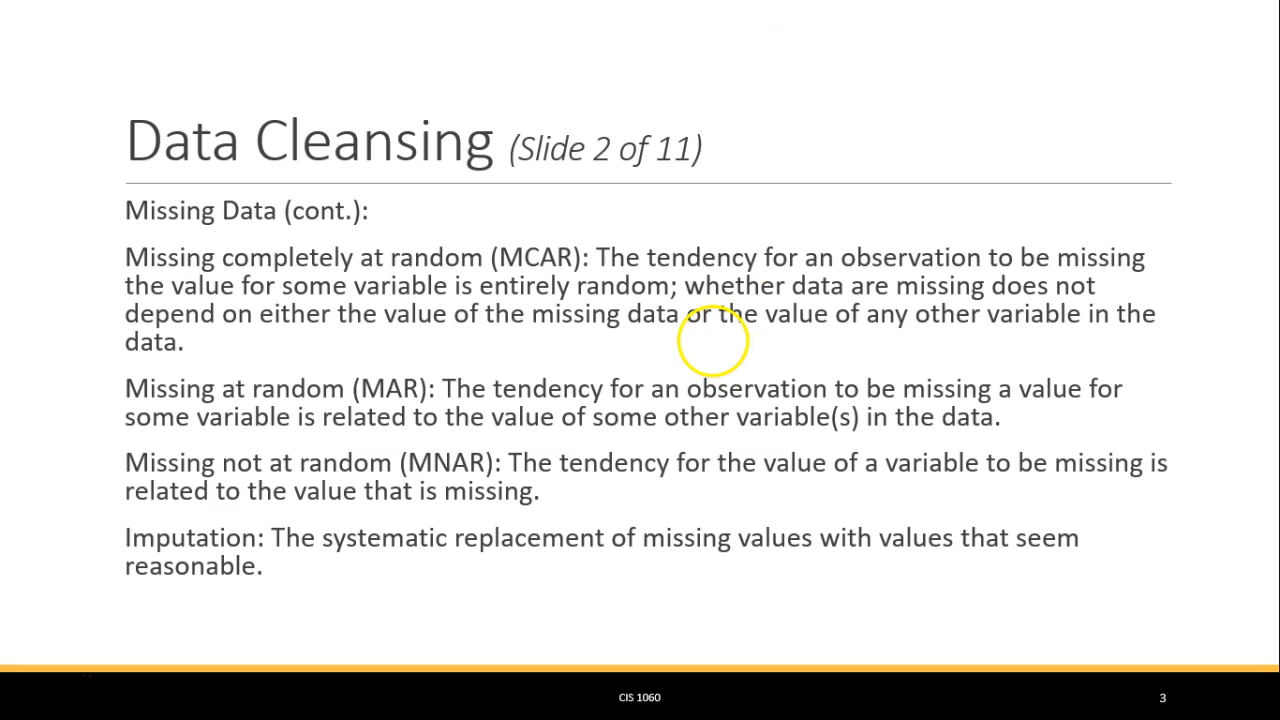 Data Cleansing (Slide 2 of 11)
Missing Data (cont.):
Missing completely at random (MCAR): The tendency for an observation to be missing
the value for some variable is entirely random; whether data are missing does not
depend on either the value of the missing data or the value of any other variable in the
data.
Missing at random (MAR): The tendency for an observation to be missing a value for
some variable is related to the value of some other variable(s) in the data.
Missing not at random (MNAR): The tendency for the value of a variable to be missing is
related to the value that is missing.
Imputation: The systematic replacement of missing values with values that seem
reasonable.
CIS 1060
3